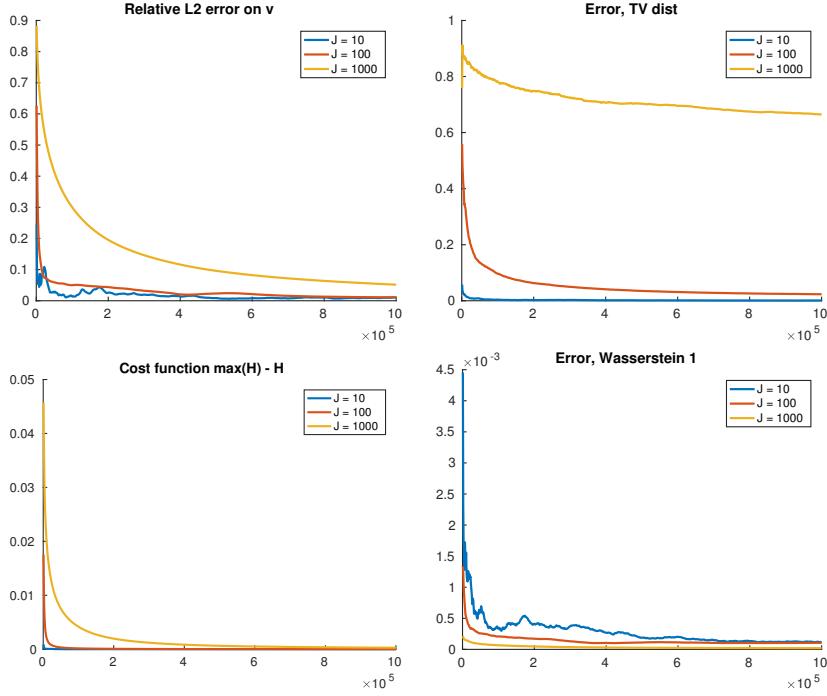 Relative L2 error on v
0.9
0.8
0.7
0.6
0.5
0.4
0.3
0.2
0.1
0
0 2 4 6 8 10
×10 5
J = 10
J = 100
J = 1000
Error, TV dist
1
0.8
0.6
0.4
0.2
0
0 2 4 6 8 10
×10 5
J = 10
J = 100
J = 1000
Cost function max(H) - H
0.05
0.04
0.03
0.02
0.01
0
0 2 4 6 8 10
×10 5
J = 10
J = 100
J = 1000
Error, Wasserstein 1
×10 -3
4.5
4
3.5
3
2.5
2
1.5
1
0.5
0
0 2 4 6 8 10
×10 5
J = 10
J = 100
J = 1000